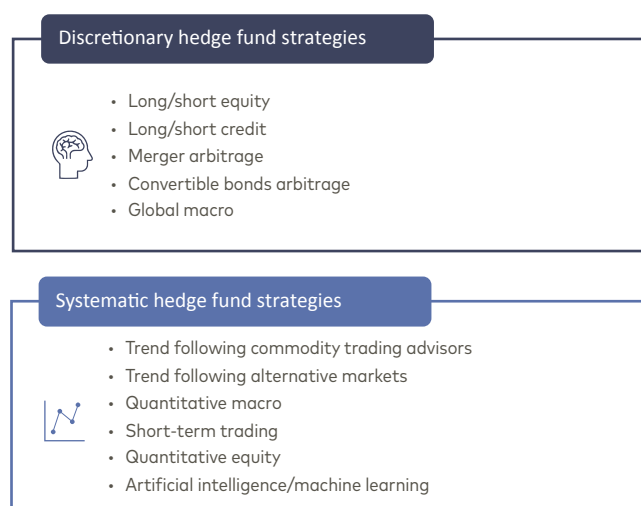 Discretionary hedge fund strategies
• Long/short equity
• Long/short credit
• Merger arbitrage
• Convertible bonds arbitrage
• Global macro
Systematic hedge fund strategies
• Trend following commodity trading advisors
• Trend following alternative markets
• Quantitative macro
• Short-term trading
• Quantitative equity
• Artificial intelligence/machine learning